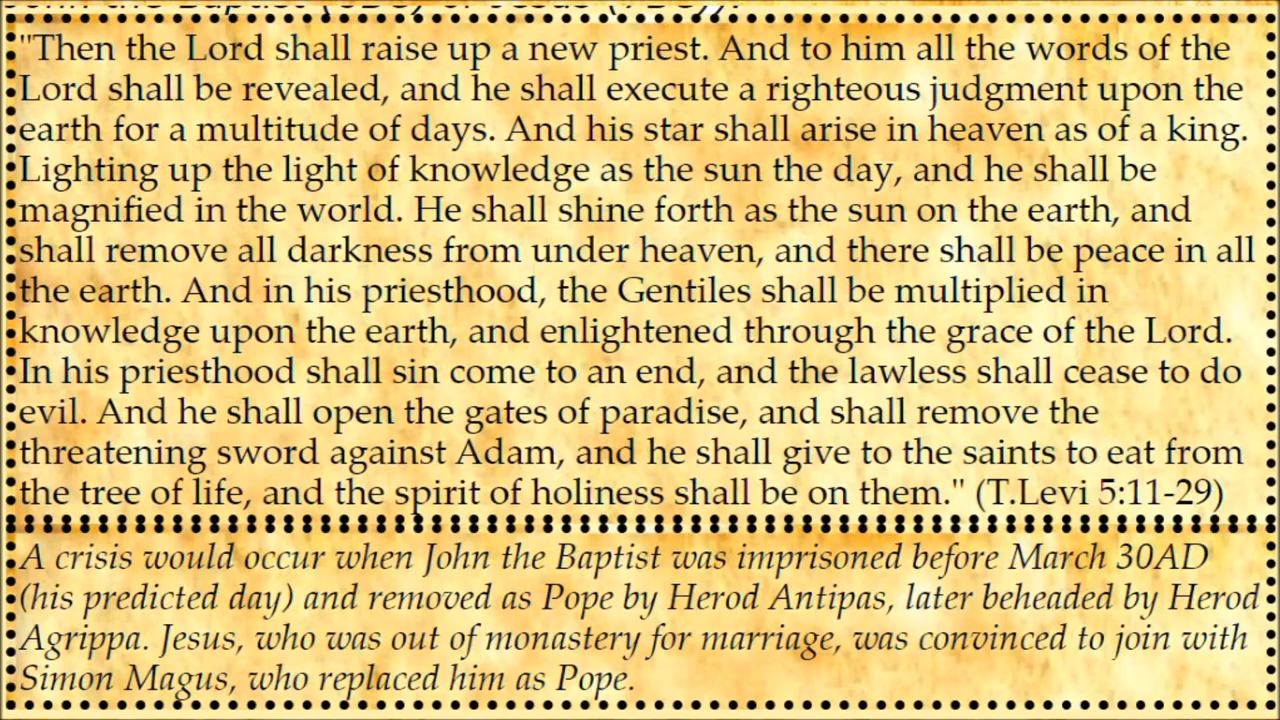 "Then the Lord shall raise up a new priest. And to him all the words of the
Lord shall be revealed, and he shall execute a righteous judgment upon the
earth for a multitude of days. And his star shall arise in heaven as of a king.
Lighting up the light of knowledge as the sun the day, and he shall be
magnified in the world. He shall shine forth as the sun on the earth, and
shall remove all darkness from under heaven, and there shall be peace in all
the earth. And in his priesthood, the Gentiles shall be multiplied in
knowledge upon the earth, and enlightened through the grace of the Lord.
In his priesthood shall sin come to an end, and the lawless shall cease to do
evil. And he shall open the gates of paradise, and shall remove the
threatening sword against Adam, and he shall give to the saints to eat from
the tree of life, and the spirit of holiness shall be on them." (T.Levi 5:11-29)
A crisis would occur when John the Baptist was imprisoned before March 30AD
(his predicted day) and removed as Pope by Herod Antipas, later beheaded by Herod
Agrippa. Jesus, who was out of monastery for marriage, was convinced to join with
Simon Magus, who replaced him as Pope.